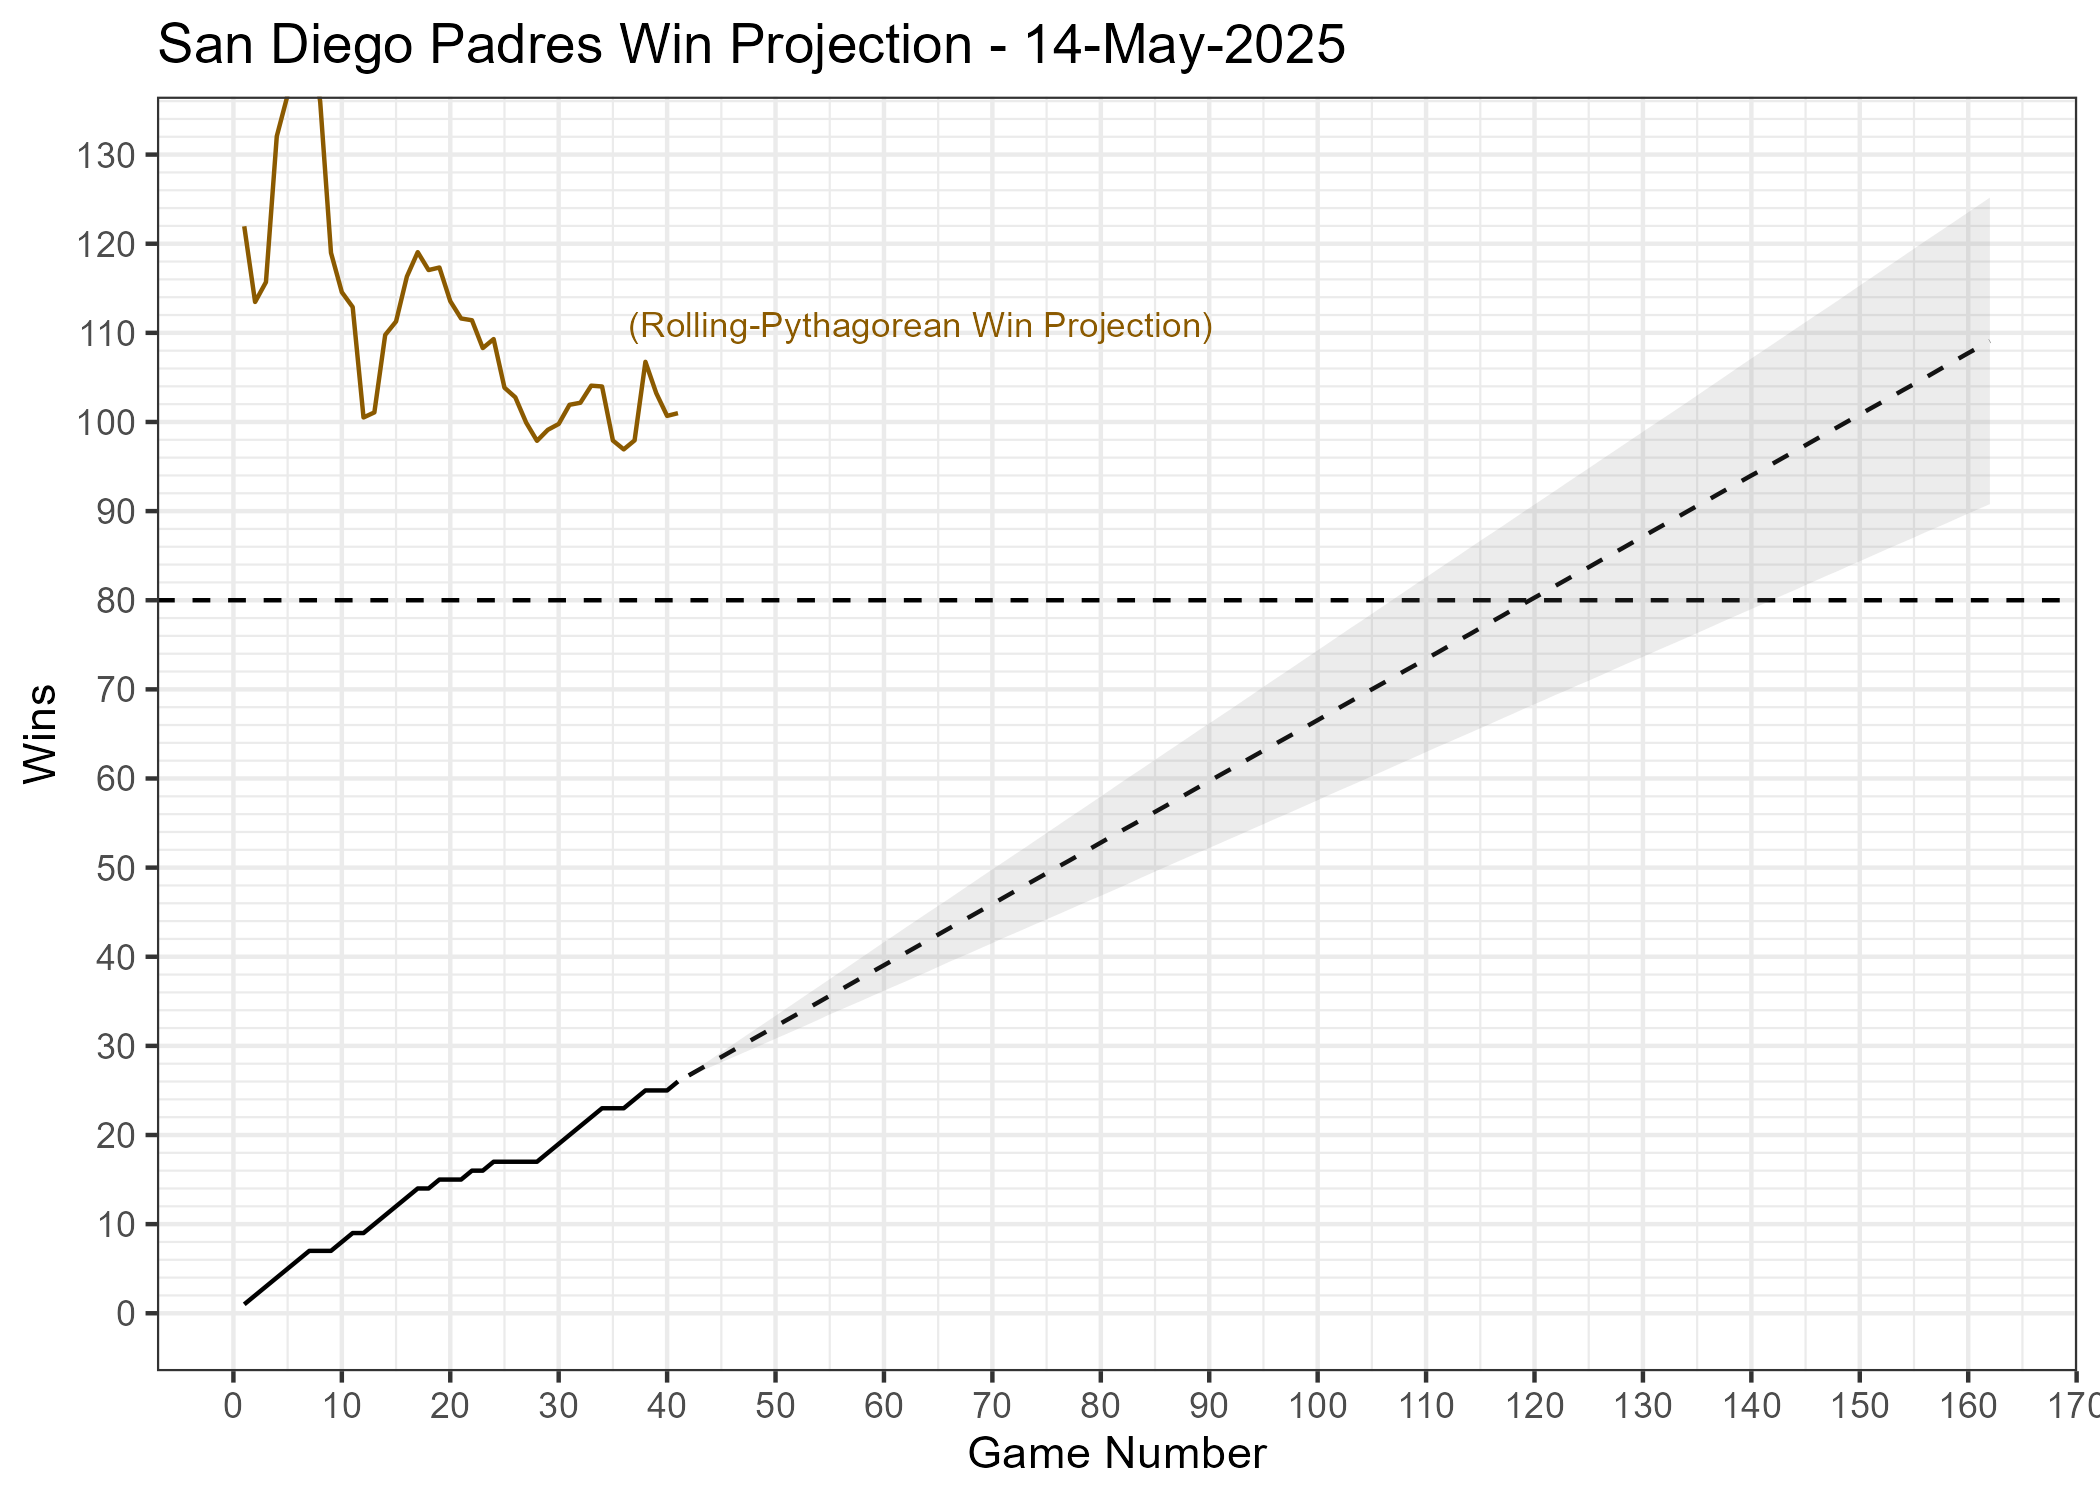 San Diego Padres Win Projection - 14-May-2025
130
120
(Rolling-Pythagorean Win Projection)
110
100
90
80
70
Wins
60
50
40
30
20
10
0
0 10 20 30 40 50 60 70 80 90 100 110 120 130 140 150 160 170
Game Number